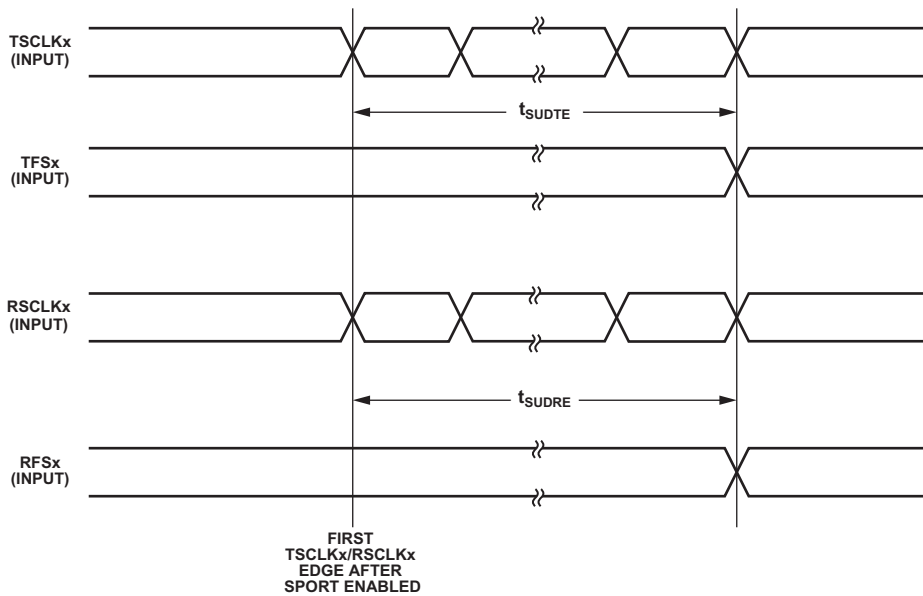 TSCLKx
(INPUT)
tSUDTE
TFSx
(INPUT)
RSCLKx
(INPUT)
tSUDRE
RFSx
(INPUT)
FIRST
TSCLKx/RSCLKx
EDGE AFTER
SPORT ENABLED